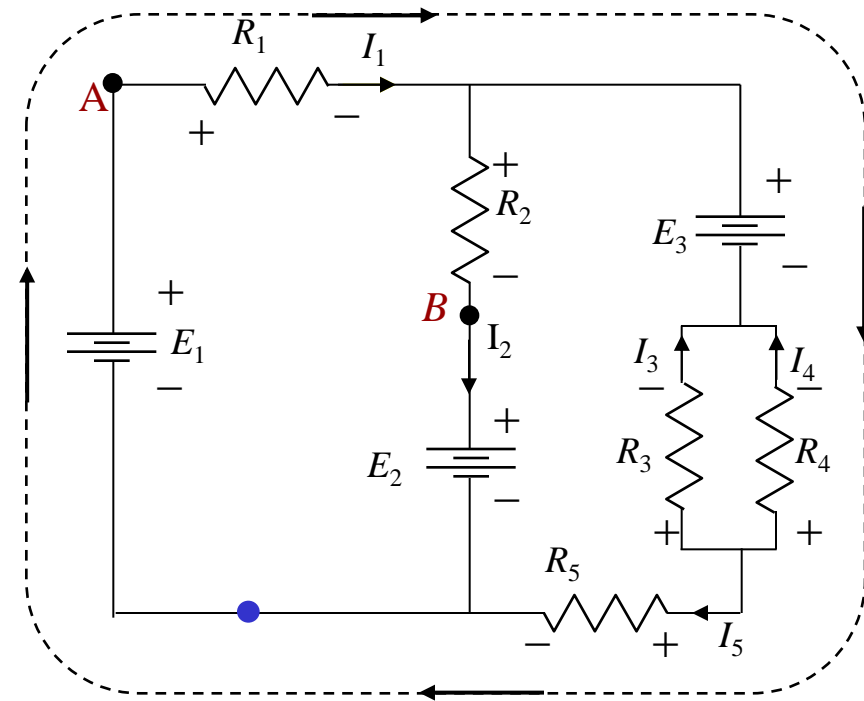 R₁
I₁
A
+
−
+
+
R₂
E₃
−
−
B
I₂
+
E₁
−
I₃
I₄
−
−
+
E₂
−
R₃
R₄
+
+
R₅
−
+
I₅